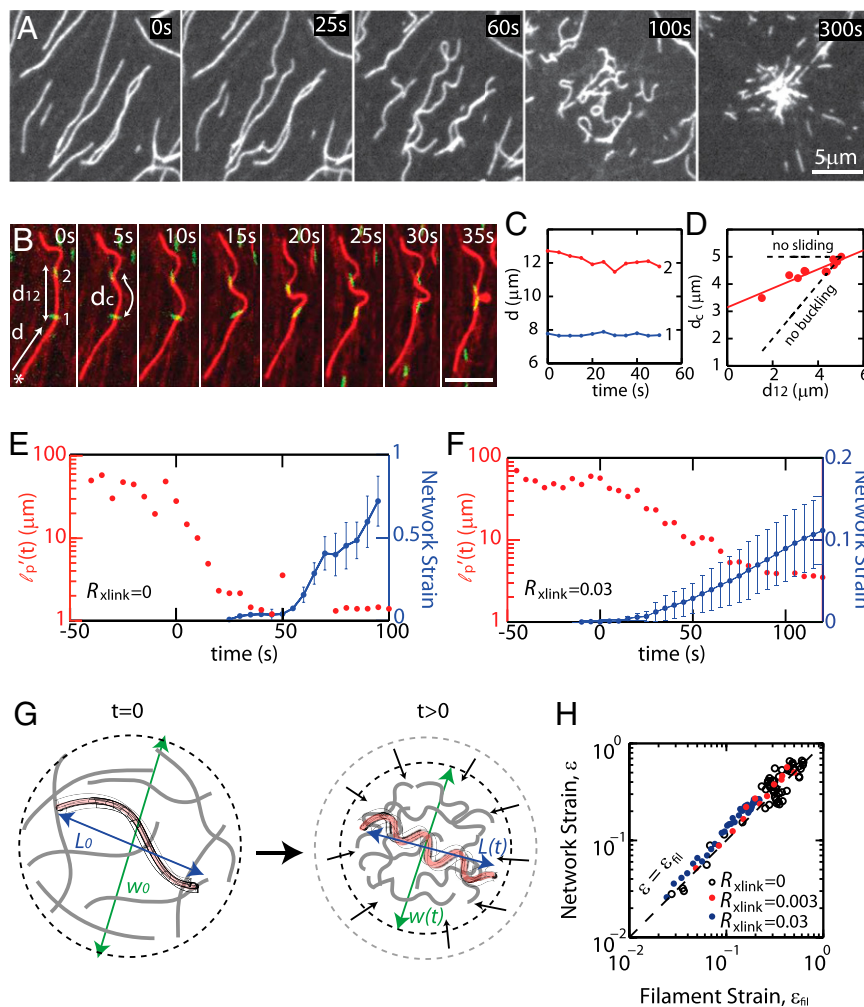 A
0s
25s
60s
100s
300s
5μm
B
0s
5s
10s
15s
20s
25s
30s
35s
2
d12
dc
1
d
*
C
d (μm)
12
10
8
6
2
1
0 20 40 60
time (s)
D
dc (μm)
5
4
3
2
1
no sliding
no buckling
0 2 4 6
d12 (μm)
E
ℓp'(t) (μm)
100
10
1
Rxlink=0
-50 0 50 100
time (s)
1
0.5
0
Network Strain
F
ℓp'(t) (μm)
100
10
1
Rxlink=0.03
-50 0 50 100
time (s)
0.2
0.1
0
Network Strain
G
t=0
t>0
L0
w0
L(t)
w(t)
H
Network Strain, ε
10^0
10^-1
10^-2
ε = εfil
Rxlink=0
Rxlink=0.003
Rxlink=0.03
10^-2 10^-1 10^0
Filament Strain, εfil